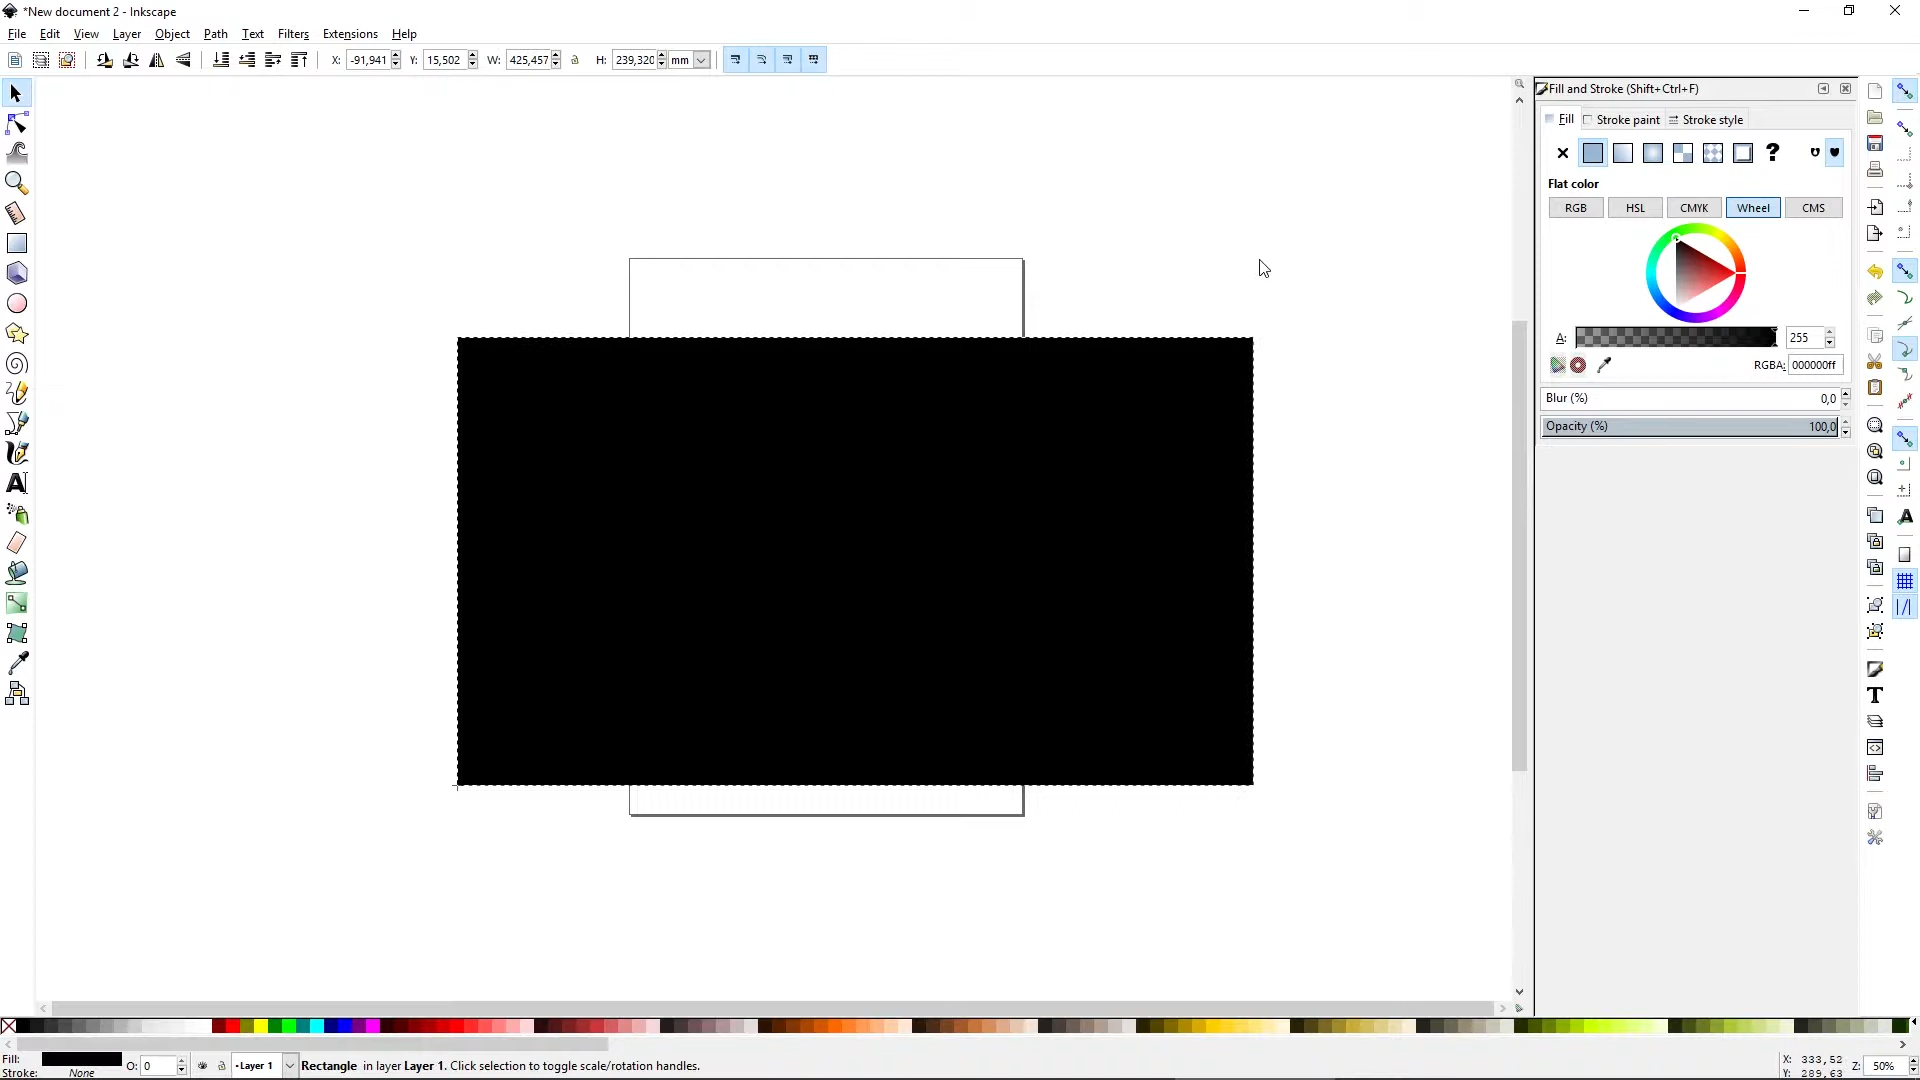 *New document 2 - Inkscape
File Edit View Layer Object Path Text Filters Extensions Help
X: -91,941 Y: 15,502 W: 425,457 H: 239,320 mm
Fill and Stroke (Shift+Ctrl+F)
Fill Stroke paint Stroke style
Flat color
RGB HSL CMYK Wheel CMS
A: 255
RGBA: 000000ff
Blur (%) 0,0
Opacity (%) 100,0
Fill: O: 0 •Layer 1 Rectangle in layer Layer 1. Click selection to toggle scale/rotation handles. X: 333,52 Z: 50%
Stroke: None Y: 289,63